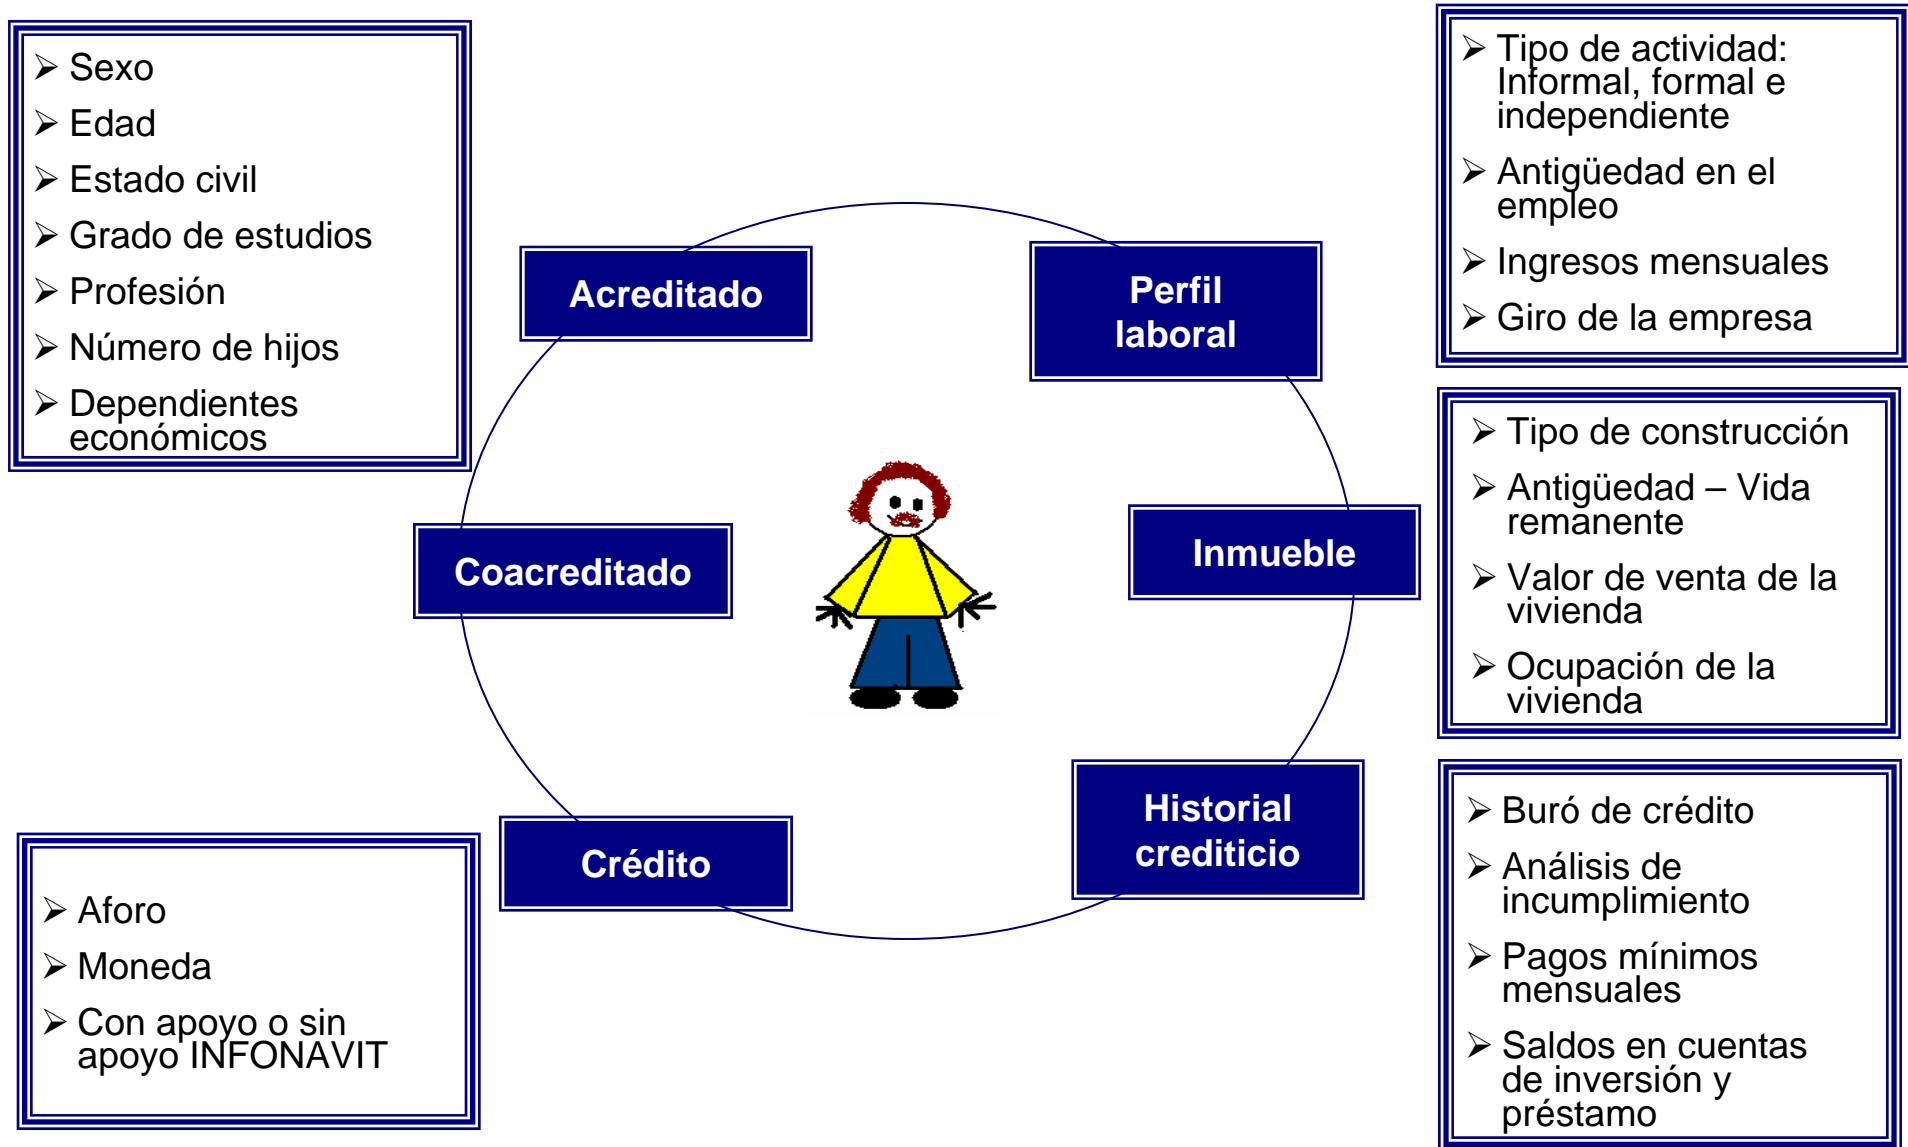 Sexo
Edad
Estado civil
Grado de estudios
Profesión
Número de hijos
Dependientes
económicos
Acreditado
Perfil
laboral
Tipo de actividad:
Informal, formal e
independiente
Antigüedad en el
empleo
Ingresos mensuales
Giro de la empresa
Coacreditado
Inmueble
Tipo de construcción
Antigüedad – Vida
remanente
Valor de venta de la
vivienda
Ocupación de la
vivienda
Crédito
Historial
crediticio
Aforo
Moneda
Con apoyo o sin
apoyo INFONAVIT
Buró de crédito
Análisis de
incumplimiento
Pagos mínimos
mensuales
Saldos en cuentas
de inversión y
préstamo